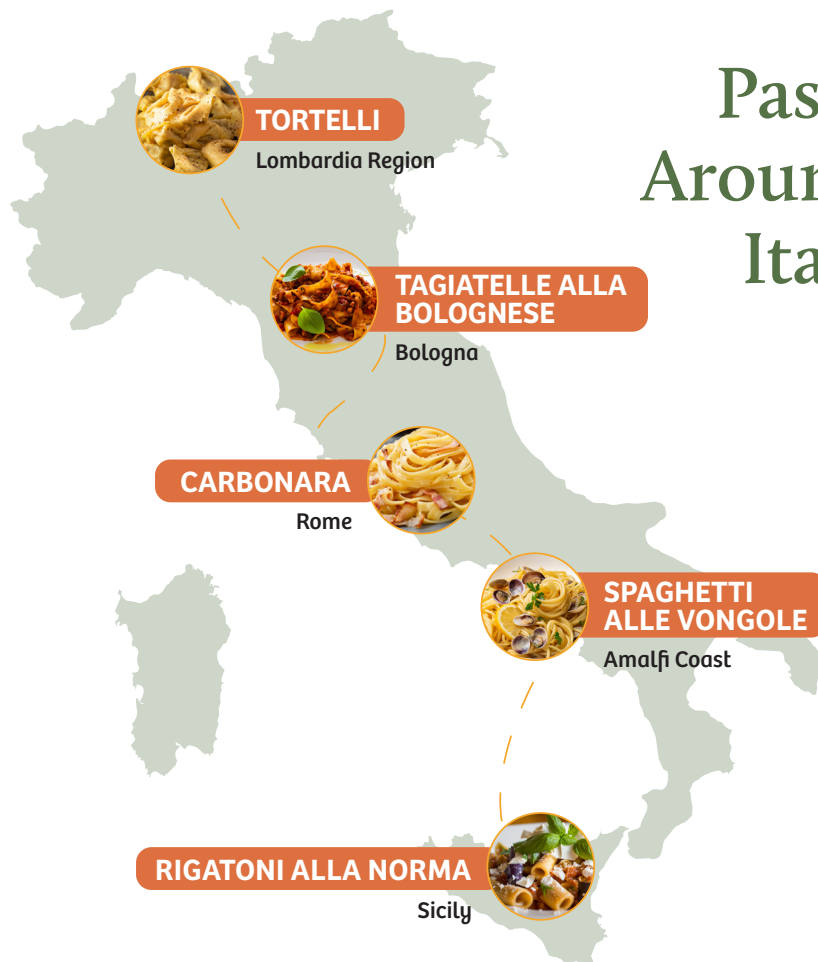 Pas
Aroun
Ita
TORTELLI
Lombardia Region
TAGIATELLE ALLA
BOLOGNESE
Bologna
CARBONARA
Rome
SPAGHETTI
ALLE VONGOLE
Amalfi Coast
RIGATONI ALLA NORMA
Sicily